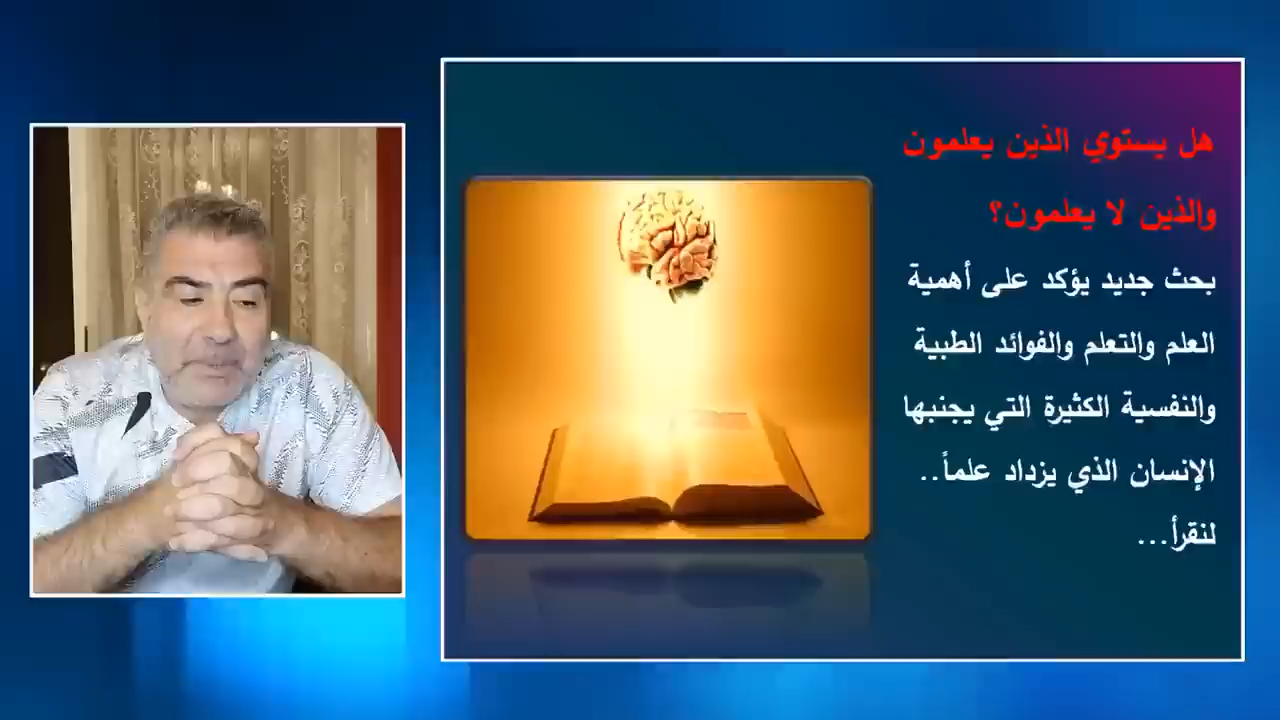 هل يستوي الذين يعلمون
والذين لا يعلمون؟
بحث جديد يؤكد على أهمية
العلم والتعلم والفوائد الطبية
والنفسية الكثيرة التي يجنبها
الإنسان الذي يزداد علماً..
لنقرأ...